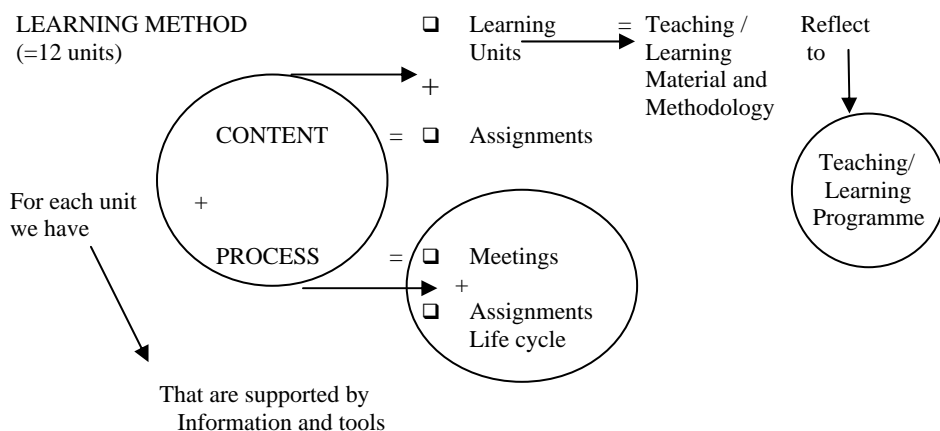 LEARNING METHOD
(=12 units)
❑ Learning
Units
= Teaching /
Learning
Material and
Methodology
Reflect
to
+
CONTENT = ❑ Assignments
Teaching/
Learning
Programme
For each unit
we have
+
PROCESS = ❑ Meetings
+
❑ Assignments
Life cycle
That are supported by
Information and tools